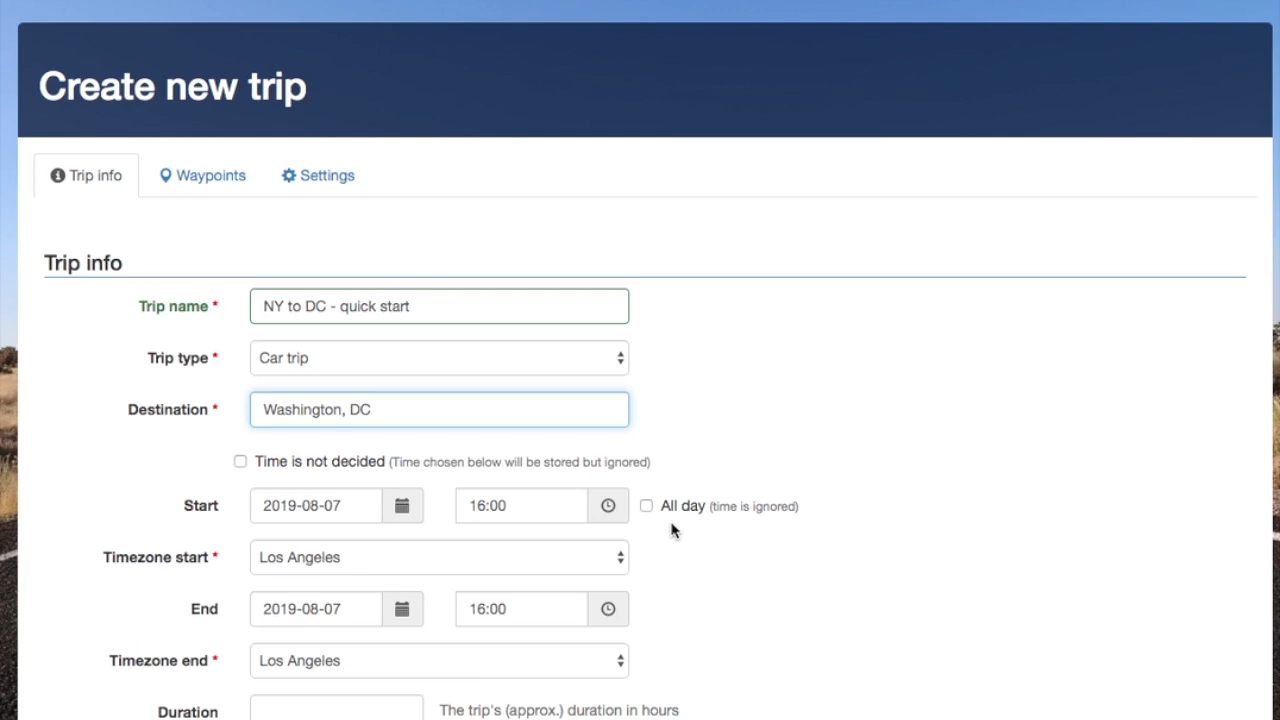 Create new trip
Trip info
Waypoints
Settings
Trip info
Trip name *
NY to DC - quick start
Trip type *
Car trip
Destination *
Washington, DC
Time is not decided (Time chosen below will be stored but ignored)
Start
2019-08-07
16:00
All day (time is ignored)
Timezone start *
Los Angeles
End
2019-08-07
16:00
Timezone end *
Los Angeles
Duration
The trip's (approx.) duration in hours